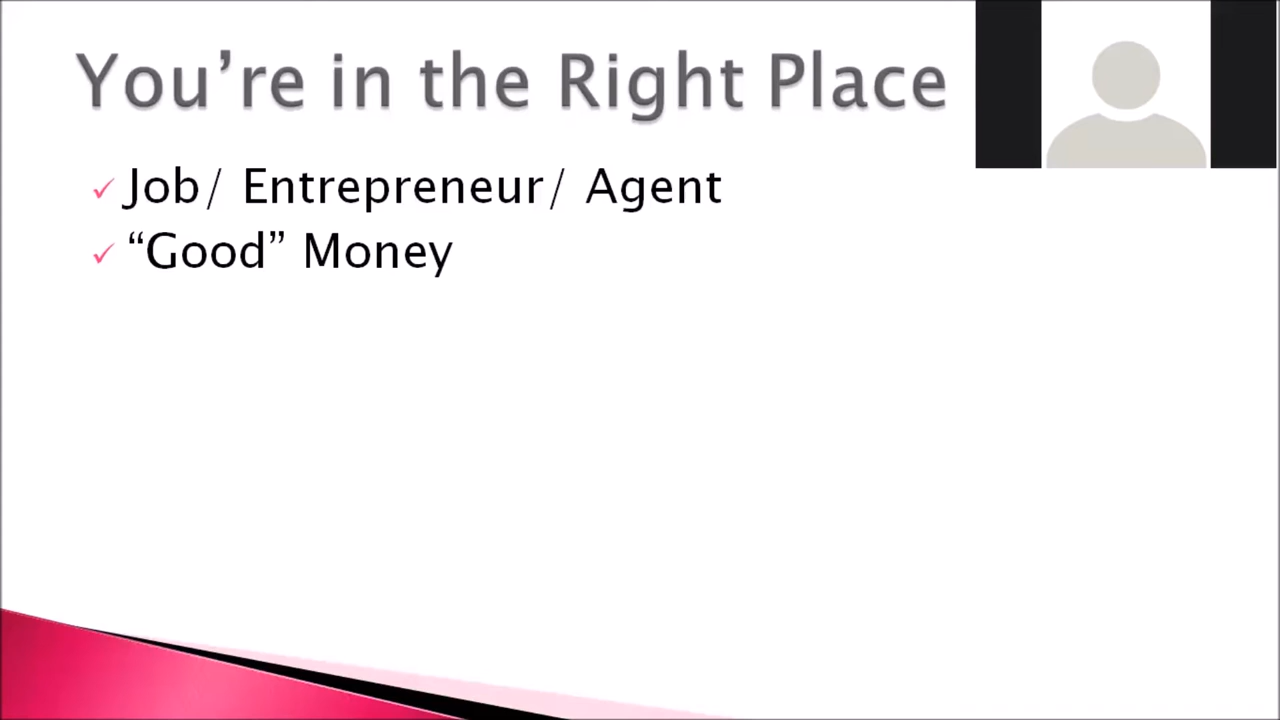 You’re in the Right Place
Job/ Entrepreneur/ Agent
“Good” Money